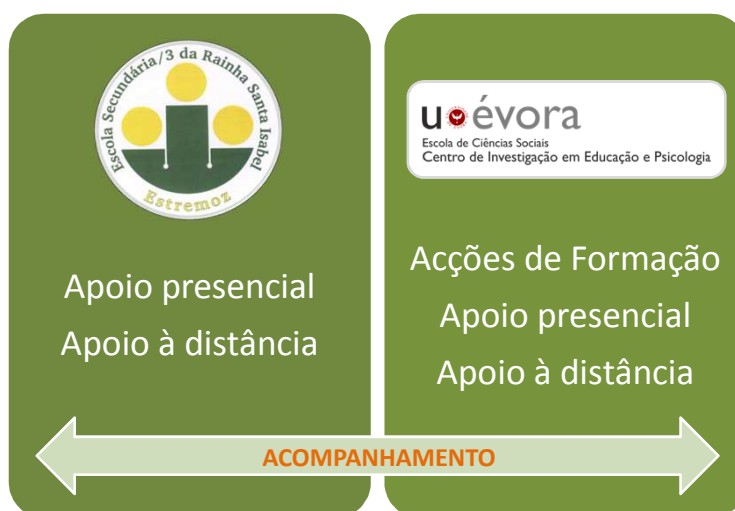 Escola Secundária/3 da Rainha Santa Isabel
Estremoz
Apoio presencial
Apoio à distância
u évora
Escola de Ciências Sociais
Centro de Investigação em Educação e Psicologia
Acções de Formação
Apoio presencial
Apoio à distância
ACOMPANHAMENTO